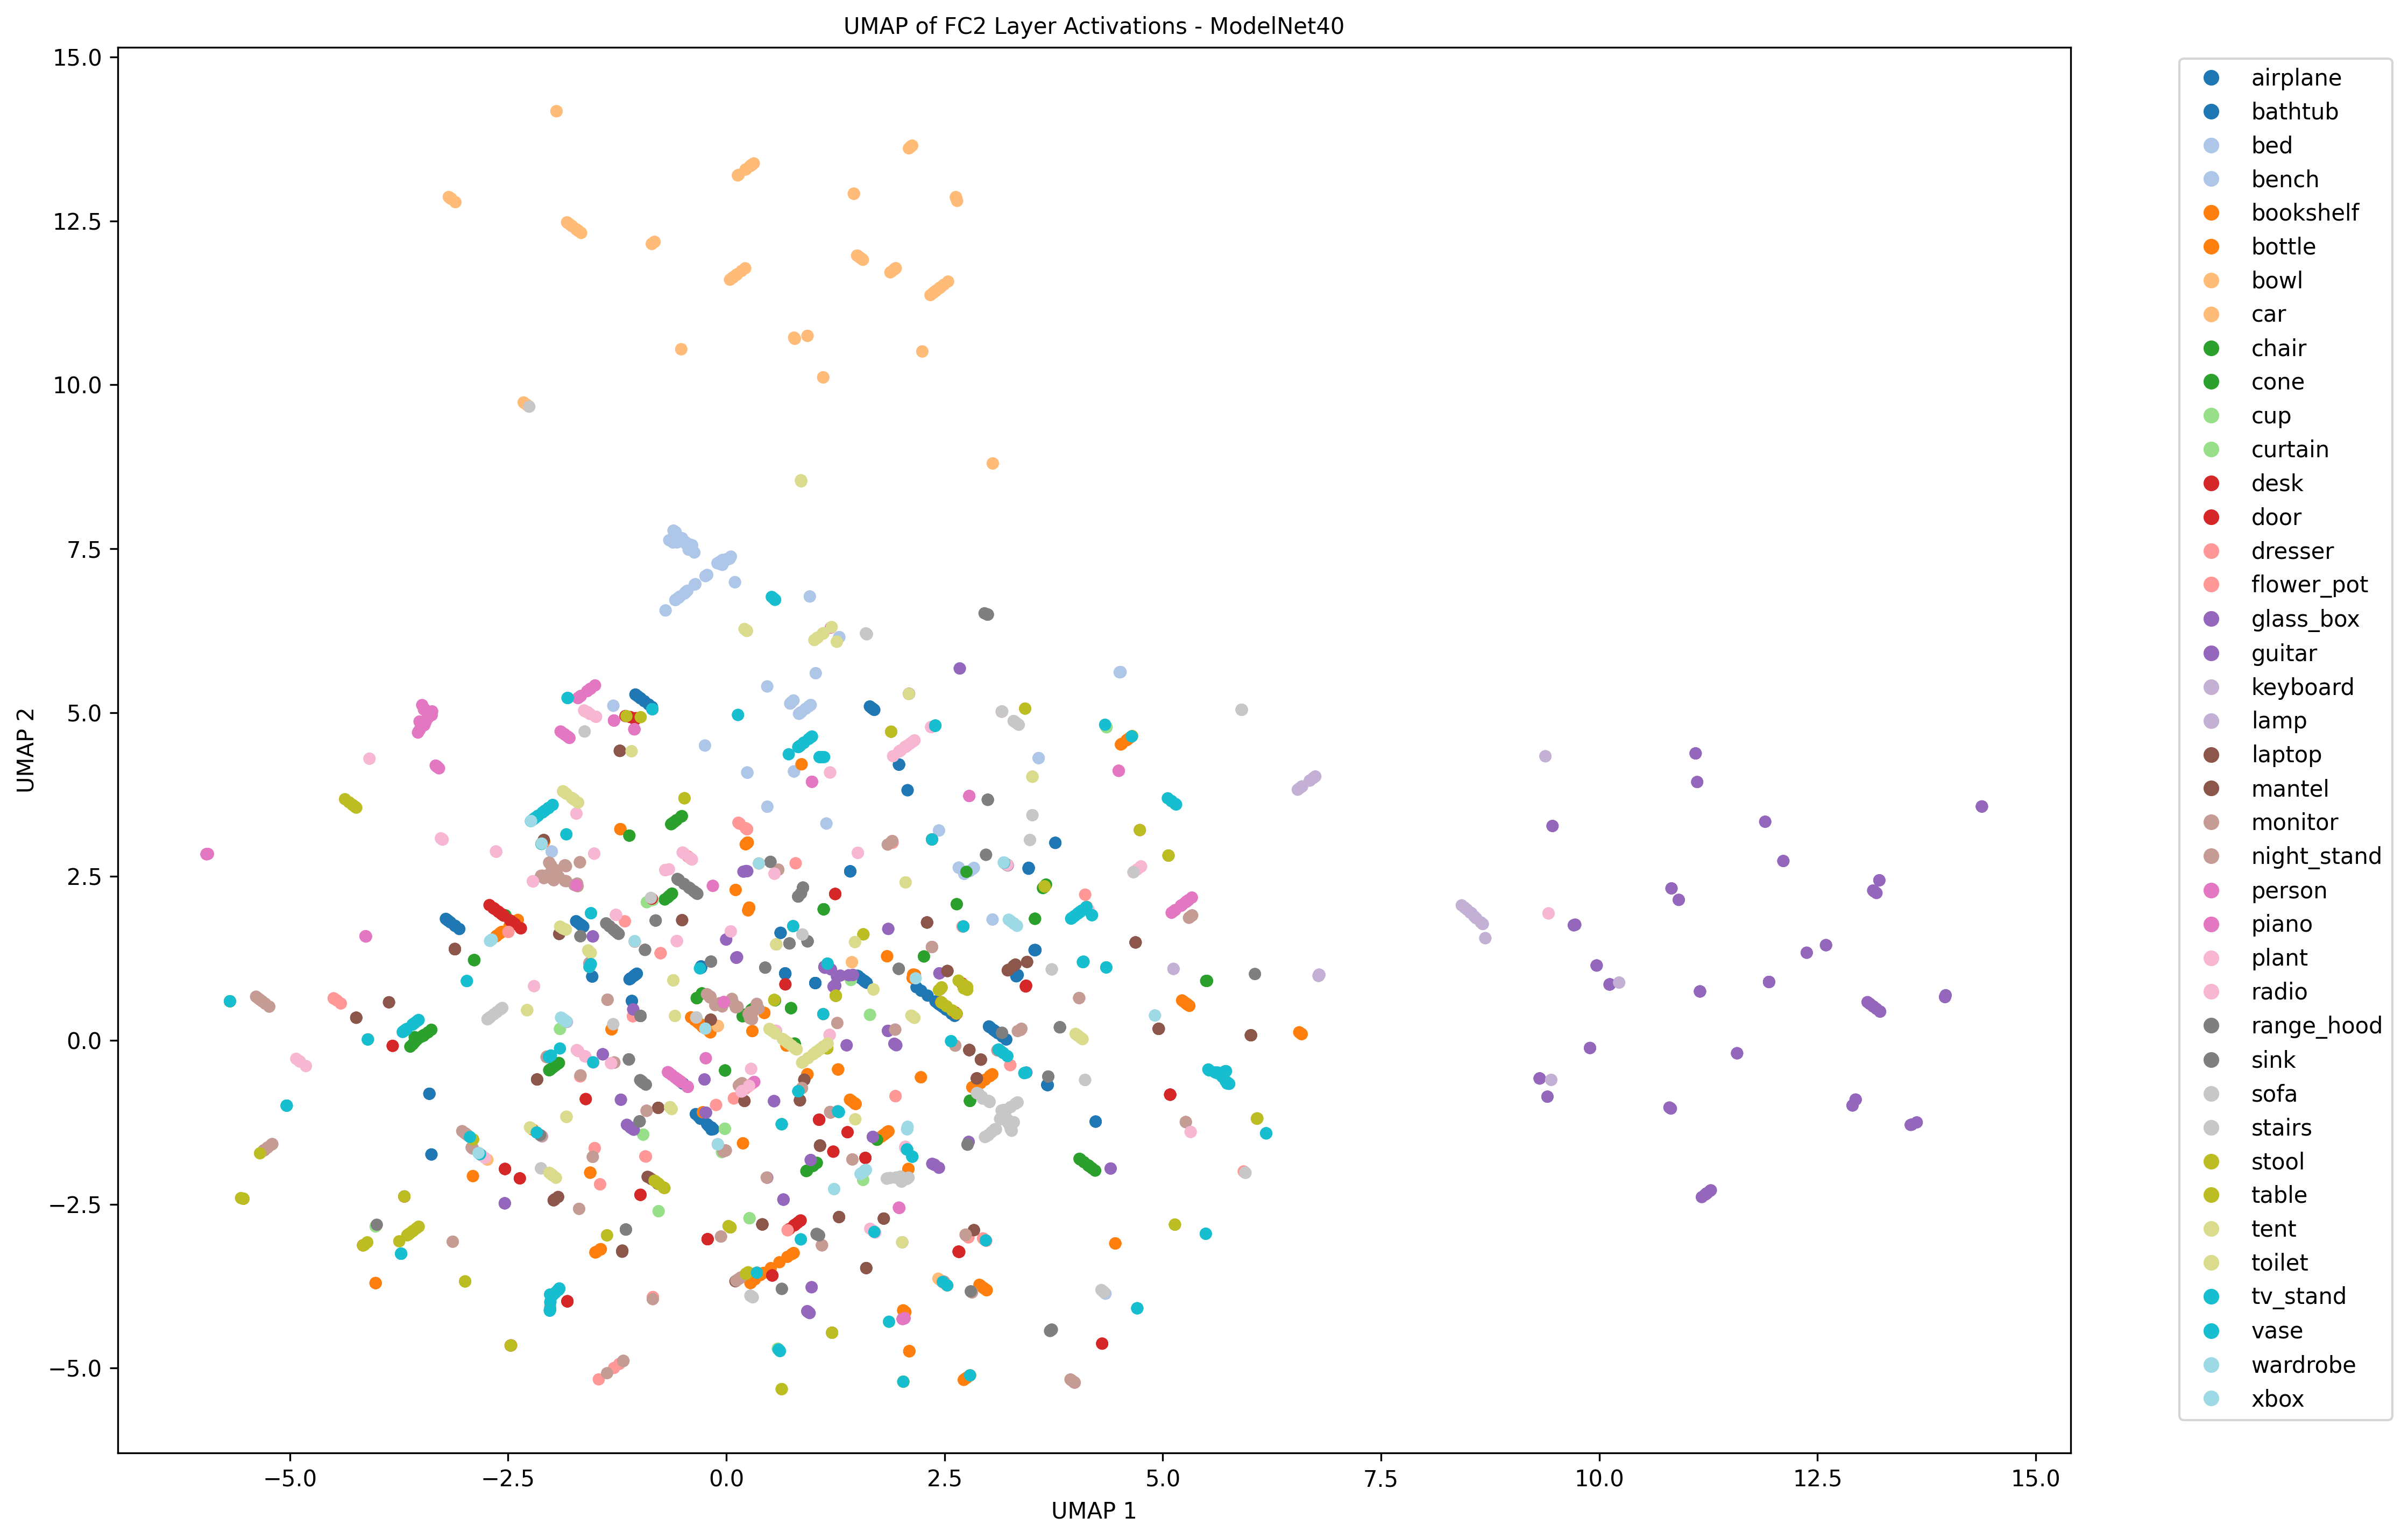 UMAP of FC2 Layer Activations - ModelNet40
15.0
12.5
10.0
7.5
5.0
2.5
0.0
−2.5
−5.0
UMAP 2
−5.0
−2.5
0.0
2.5
5.0
7.5
10.0
12.5
15.0
UMAP 1
airplane
bathtub
bed
bench
bookshelf
bottle
bowl
car
chair
cone
cup
curtain
desk
door
dresser
flower_pot
glass_box
guitar
keyboard
lamp
laptop
mantel
monitor
night_stand
person
piano
plant
radio
range_hood
sink
sofa
stairs
stool
table
tent
toilet
tv_stand
vase
wardrobe
xbox